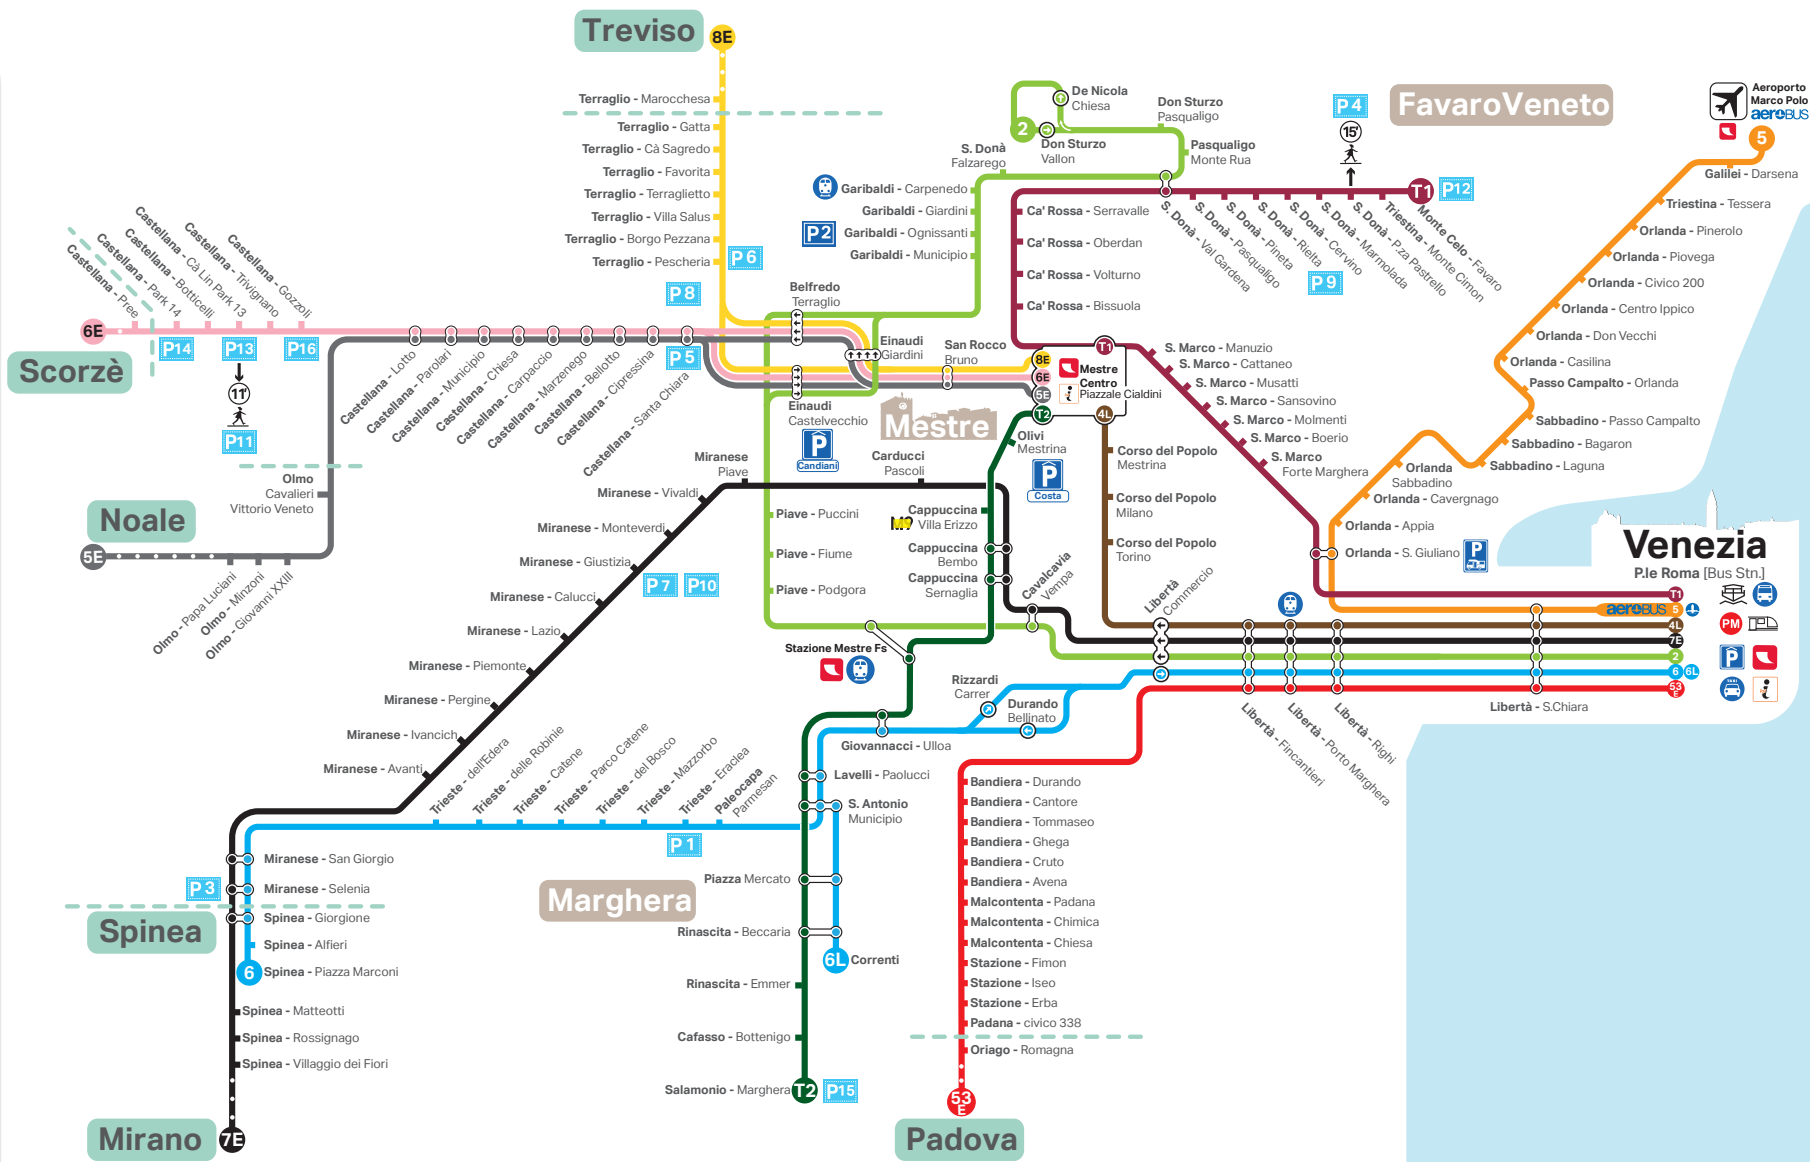 Treviso
8E
Terraglio - Marocchesa
Terraglio - Gatta
Terraglio - Cà Sagredo
Terraglio - Favorita
Terraglio - Terraglietto
Terraglio - Villa Salus
Terraglio - Borgo Pezzana
Terraglio - Pescheria
P6
P8
Belfredo
Terraglio
De Nicola
Chiesa
2
Don Sturzo
Vallon
Don Sturzo
Pasqualigo
Pasqualigo
Monte Rua
S. Donà
Falzarego
Garibaldi - Carpenedo
Garibaldi - Giardini
P2
Garibaldi - Ognissanti
Garibaldi - Municipio
FavaroVeneto
P4
15'
T1
P12
Ca' Rossa - Serravalle
Ca' Rossa - Oberdan
Ca' Rossa - Volturno
Ca' Rossa - Bissuola
S. Donà - Val Gardena
S. Donà - Pasqualigo
S. Donà - Pineta
S. Donà - Rielta
S. Donà - Cervino
S. Donà - Marmolada
S. Donà - P.za Pastrello
Triestina - Monte Cimon
Monte Celo - Favaro
P9
Aeroporto
Marco Polo
aeroBUS
5
Galilei - Darsena
Triestina - Tessera
Orlanda - Pinerolo
Orlanda - Piovega
Orlanda - Civico 200
Orlanda - Centro Ippico
Orlanda - Don Vecchi
Orlanda - Casilina
Passo Campalto - Orlanda
Sabbadino - Passo Campalto
Sabbadino - Bagaron
Sabbadino - Laguna
Orlanda
Sabbadino
Orlanda - Cavergnago
Orlanda - Appia
Orlanda - S. Giuliano
P
Castellana - Pree
Castellana - Park 14
Castellana - Botticelli
Castellana - Cà Lin Park 13
Castellana - Trivignano
Castellana - Gozzoli
6E
Scorzè
P14
P13
P16
11'
P11
Castellana - Lotto
Castellana - Parolari
Castellana - Municipio
Castellana - Chiesa
Castellana - Carpaccio
Castellana - Marzenego
Castellana - Bellotto
Castellana - Cipressina
Castellana - Santa Chiara
P5
Einaudi
Giardini
San Rocco
Bruno
T1
8E
6E
5E
T2
4L
Mestre
Centro
Piazzale Cialdini
Einaudi
Castelvecchio
P
Candiani
Mestre
Olivi
Mestrina
P
Costa
S. Marco - Manuzio
S. Marco - Cattaneo
S. Marco - Musatti
S. Marco - Sansovino
S. Marco - Molmenti
S. Marco - Boerio
S. Marco
Forte Marghera
Corso del Popolo
Mestrina
Corso del Popolo
Milano
Corso del Popolo
Torino
Olmo
Cavalieri
Vittorio Veneto
Noale
5E
Olmo - Papa Luciani
Olmo - Minzoni
Olmo - Giovanni XXIII
Miranese
Piave
Carducci
Pascoli
Miranese - Vivaldi
Miranese - Monteverdi
Miranese - Giustizia
P7
P10
Miranese - Calucci
Miranese - Lazio
Miranese - Piemonte
Miranese - Pergine
Miranese - Ivancich
Miranese - Avanti
Piave - Puccini
Piave - Fiume
Piave - Podgora
M9
Cappuccina
Villa Erizzo
Cappuccina
Bembo
Cappuccina
Sernaglia
Cavalcavia
Vempa
Libertà
Commercio
Stazione Mestre Fs
Rizzardi
Carrer
Durando
Bellinato
Giovannacci - Ulloa
Lavelli - Paolucci
S. Antonio
Municipio
Venezia
P.le Roma [Bus Stn.]
T1
aeroBUS 5
4L
7E
2
6 6L
53
E
PM
P
TAXI
Libertà - Fincantieri
Libertà - Porto Marghera
Libertà - Righi
Libertà - S.Chiara
Trieste - dell'Edera
Trieste - delle Robinie
Trieste - Catene
Trieste - Parco Catene
Trieste - del Bosco
Trieste - Mazzorbo
Trieste - Eraclea
Paleocapa
Parmesan
P1
Miranese - San Giorgio
P3
Miranese - Selenia
Spinea
Spinea - Giorgione
Spinea - Alfieri
6
Spinea - Piazza Marconi
Spinea - Matteotti
Spinea - Rossignago
Spinea - Villaggio dei Fiori
Mirano
7E
Marghera
Piazza Mercato
Rinascita - Beccaria
6L
Correnti
Rinascita - Emmer
Cafasso - Bottenigo
Salamonio - Marghera
T2
P15
Bandiera - Durando
Bandiera - Cantore
Bandiera - Tommaseo
Bandiera - Ghega
Bandiera - Cruto
Bandiera - Avena
Malcontenta - Padana
Malcontenta - Chimica
Malcontenta - Chiesa
Stazione - Fimon
Stazione - Iseo
Stazione - Erba
Padana - civico 338
Oriago - Romagna
53
E
Padova